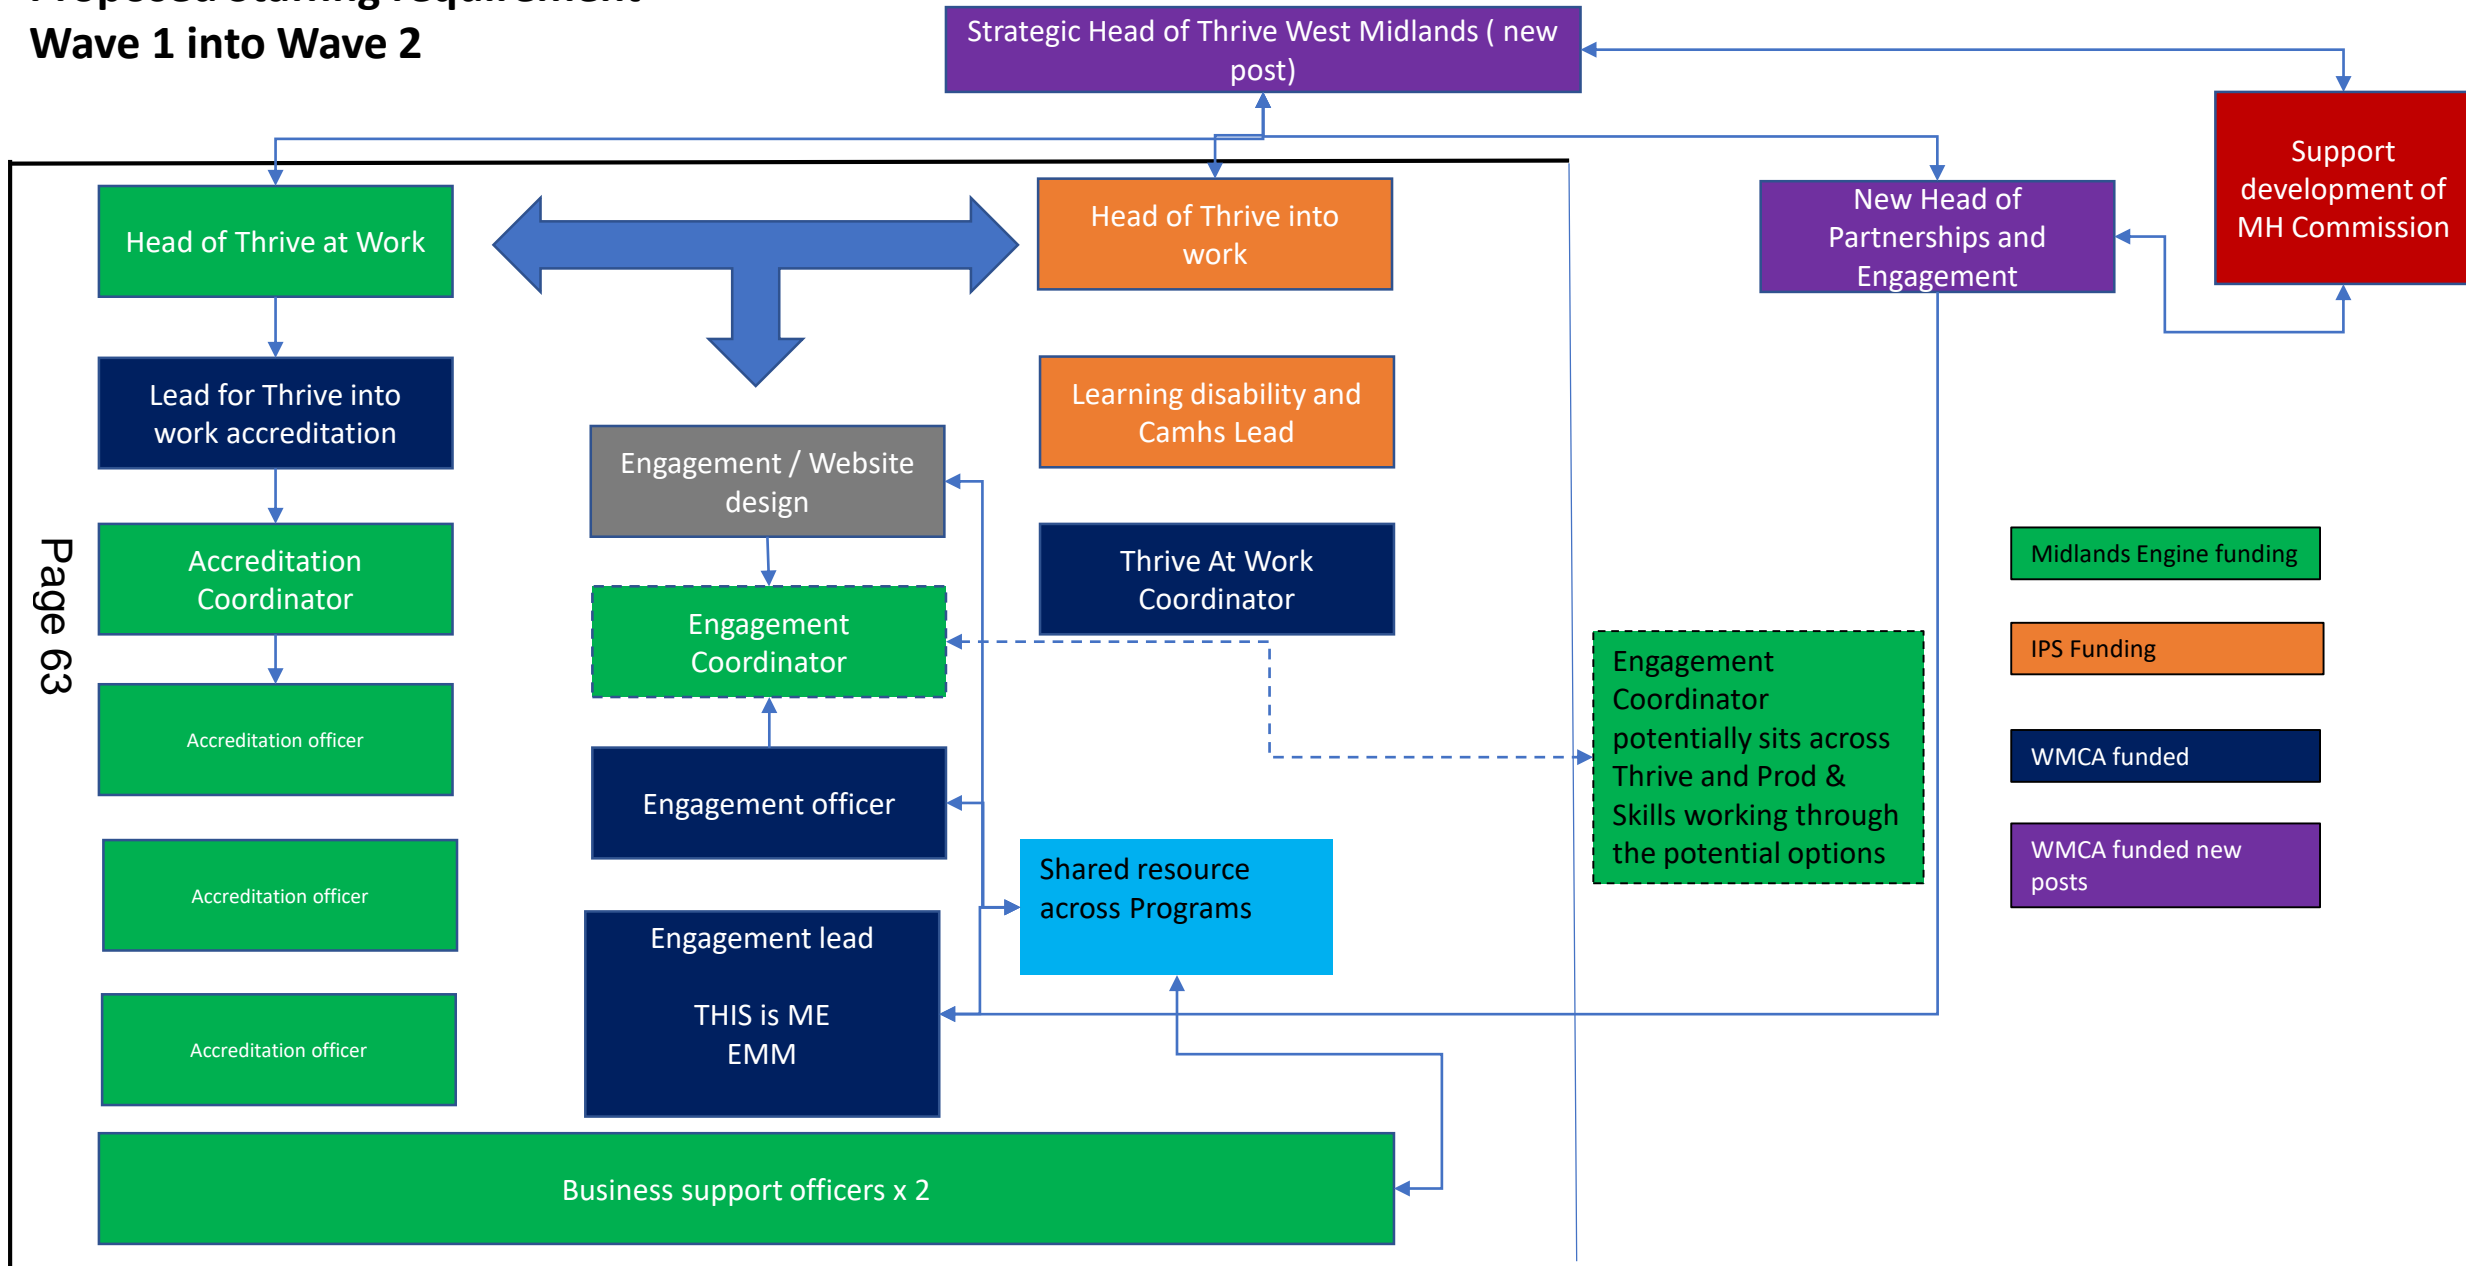 Proposed staffing requirement
Wave 1 into Wave 2
Strategic Head of Thrive West Midlands ( new
post)
Support
development of
MH Commission
Head of Thrive at Work
Head of Thrive into
work
New Head of
Partnerships and
Engagement
Lead for Thrive into
work accreditation
Learning disability and
Camhs Lead
Engagement / Website
design
Accreditation
Coordinator
Thrive At Work
Coordinator
Engagement
Coordinator
Page 63
Accreditation officer
Engagement officer
Accreditation officer
Shared resource
across Programs
Engagement lead
THIS is ME
EMM
Accreditation officer
Business support officers x 2
Engagement
Coordinator
potentially sits across
Thrive and Prod &
Skills working through
the potential options
Midlands Engine funding
IPS Funding
WMCA funded
WMCA funded new
posts